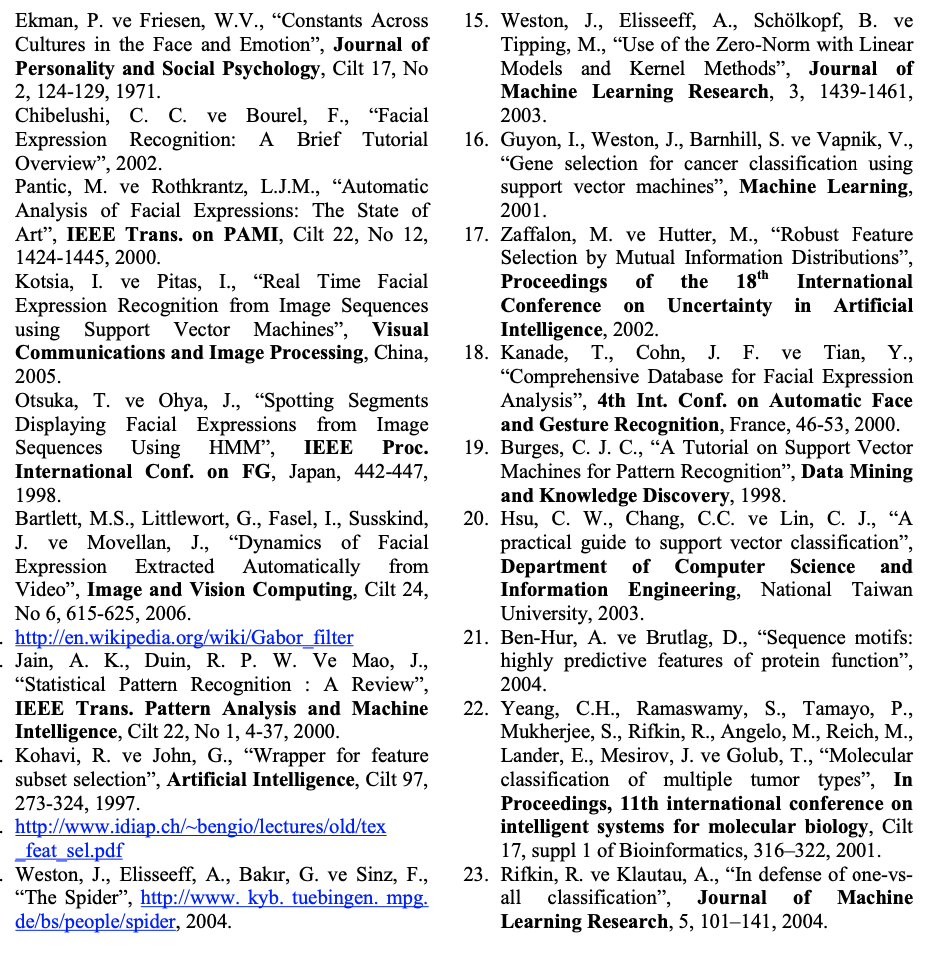 Ekman, P. ve Friesen, W.V., “Constants Across
Cultures in the Face and Emotion”, Journal of
Personality and Social Psychology, Cilt 17, No
2, 124-129, 1971.
Chibelushi, C. C. ve Bourel, F., “Facial
Expression Recognition: A Brief Tutorial
Overview”, 2002.
Pantic, M. ve Rothkrantz, L.J.M., “Automatic
Analysis of Facial Expressions: The State of
Art”, IEEE Trans. on PAMI, Cilt 22, No 12,
1424-1445, 2000.
Kotsia, I. ve Pitas, I., “Real Time Facial
Expression Recognition from Image Sequences
using Support Vector Machines”, Visual
Communications and Image Processing, China,
2005.
Otsuka, T. ve Ohya, J., “Spotting Segments
Displaying Facial Expressions from Image
Sequences Using HMM”, IEEE Proc.
International Conf. on FG, Japan, 442-447,
1998.
Bartlett, M.S., Littlewort, G., Fasel, I., Susskind,
J. ve Movellan, J., “Dynamics of Facial
Expression Extracted Automatically from
Video”, Image and Vision Computing, Cilt 24,
No 6, 615-625, 2006.
. http://en.wikipedia.org/wiki/Gabor_filter
. Jain, A. K., Duin, R. P. W. Ve Mao, J.,
“Statistical Pattern Recognition : A Review”,
IEEE Trans. Pattern Analysis and Machine
Intelligence, Cilt 22, No 1, 4-37, 2000.
. Kohavi, R. ve John, G., “Wrapper for feature
subset selection”, Artificial Intelligence, Cilt 97,
273-324, 1997.
. http://www.idiap.ch/~bengio/lectures/old/tex
_feat_sel.pdf
. Weston, J., Elisseeff, A., Bakır, G. ve Sinz, F.,
“The Spider”, http://www. kyb. tuebingen. mpg.
de/bs/people/spider, 2004.
15. Weston, J., Elisseeff, A., Schölkopf, B. ve
Tipping, M., “Use of the Zero-Norm with Linear
Models and Kernel Methods”, Journal of
Machine Learning Research, 3, 1439-1461,
2003.
16. Guyon, I., Weston, J., Barnhill, S. ve Vapnik, V.,
“Gene selection for cancer classification using
support vector machines”, Machine Learning,
2001.
17. Zaffalon, M. ve Hutter, M., “Robust Feature
Selection by Mutual Information Distributions”,
Proceedings of the 18th International
Conference on Uncertainty in Artificial
Intelligence, 2002.
18. Kanade, T., Cohn, J. F. ve Tian, Y.,
“Comprehensive Database for Facial Expression
Analysis”, 4th Int. Conf. on Automatic Face
and Gesture Recognition, France, 46-53, 2000.
19. Burges, C. J. C., “A Tutorial on Support Vector
Machines for Pattern Recognition”, Data Mining
and Knowledge Discovery, 1998.
20. Hsu, C. W., Chang, C.C. ve Lin, C. J., “A
practical guide to support vector classification”,
Department of Computer Science and
Information Engineering, National Taiwan
University, 2003.
21. Ben-Hur, A. ve Brutlag, D., “Sequence motifs:
highly predictive features of protein function”,
2004.
22. Yeang, C.H., Ramaswamy, S., Tamayo, P.,
Mukherjee, S., Rifkin, R., Angelo, M., Reich, M.,
Lander, E., Mesirov, J. ve Golub, T., “Molecular
classification of multiple tumor types”, In
Proceedings, 11th international conference on
intelligent systems for molecular biology, Cilt
17, suppl 1 of Bioinformatics, 316–322, 2001.
23. Rifkin, R. ve Klautau, A., “In defense of one-vs-
all classification”, Journal of Machine
Learning Research, 5, 101–141, 2004.